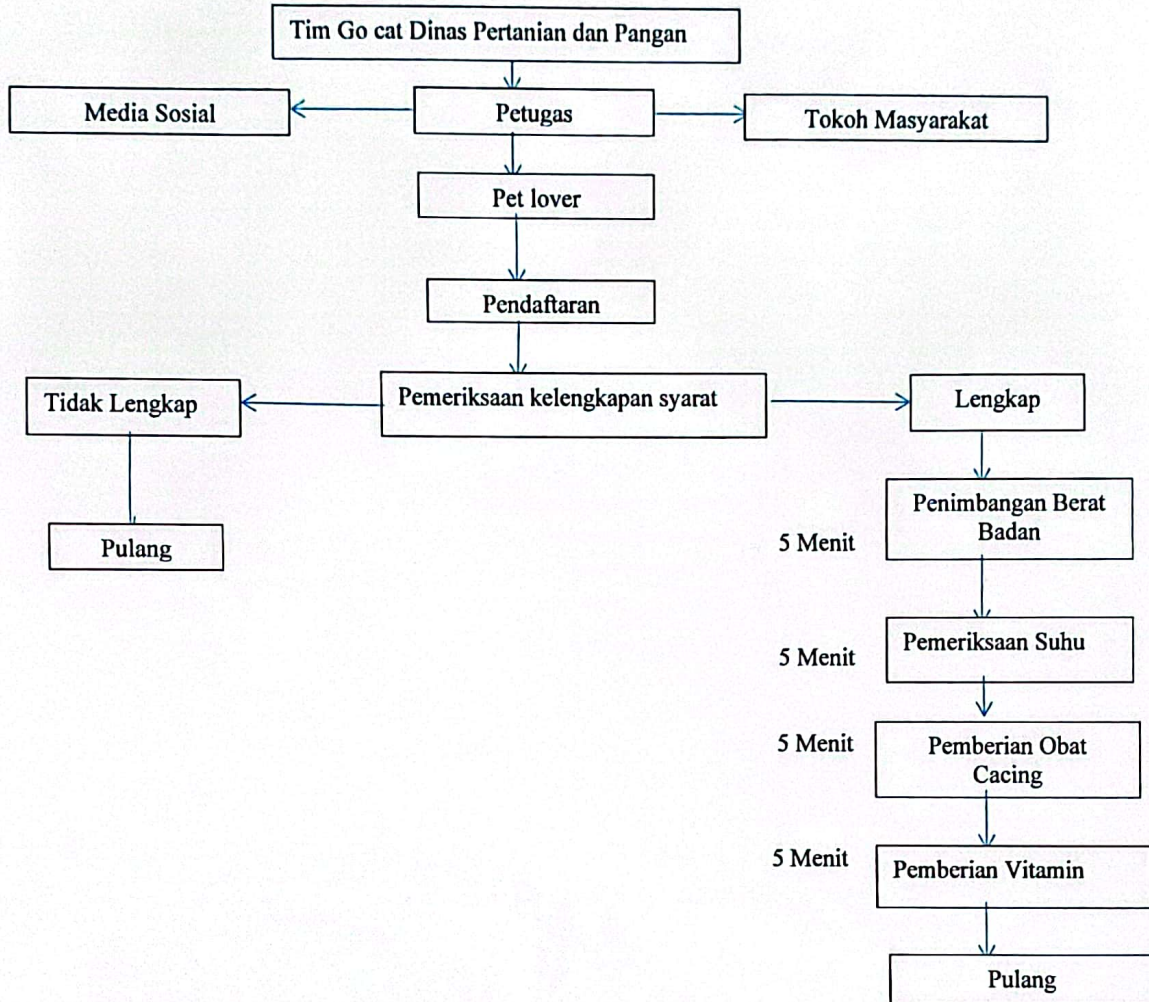 Tim Go cat Dinas Pertanian dan Pangan
Media Sosial
Petugas
Tokoh Masyarakat
Pet lover
Pendaftaran
Tidak Lengkap
Pemeriksaan kelengkapan syarat
Lengkap
Penimbangan Berat
Badan
5 Menit
Pulang
Pemeriksaan Suhu
5 Menit
Pemberian Obat
Cacing
5 Menit
Pemberian Vitamin
5 Menit
Pulang